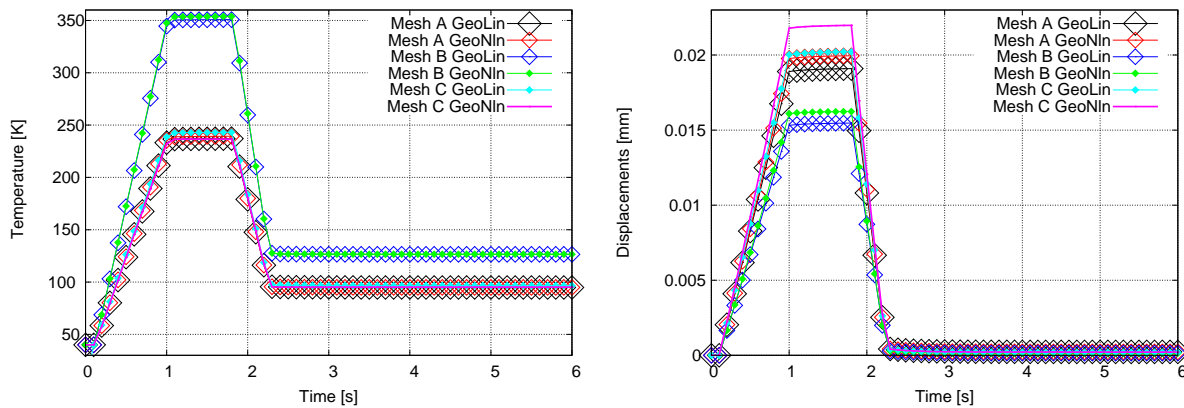 350
300
250
200
150
100
50
0
1
2
3
4
5
6
Temperature [K]
Time [s]
Mesh A GeoLin
Mesh A GeoNln
Mesh B GeoLin
Mesh B GeoNln
Mesh C GeoLin
Mesh C GeoNln
0.02
0.015
0.01
0.005
0
0
1
2
3
4
5
6
Displacements [mm]
Time [s]
Mesh A GeoLin
Mesh A GeoNln
Mesh B GeoLin
Mesh B GeoNln
Mesh C GeoLin
Mesh C GeoNln